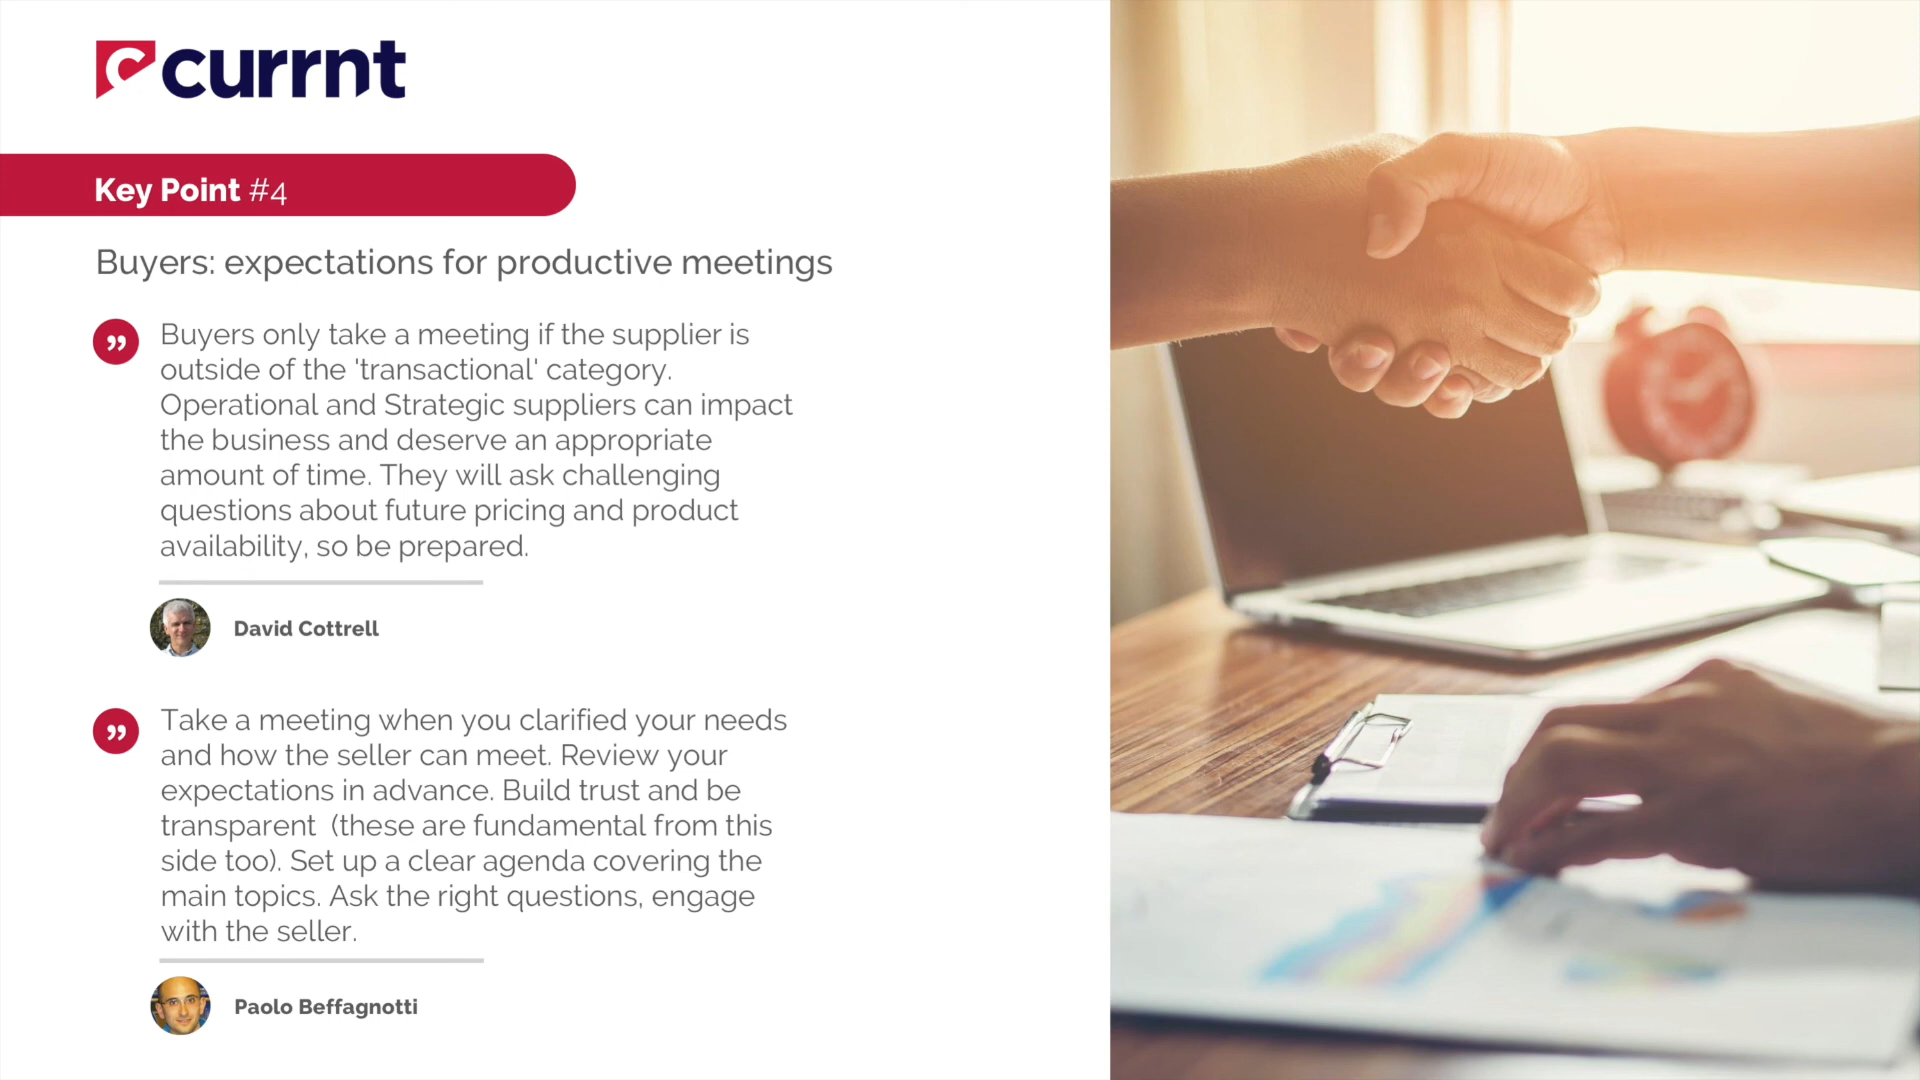 currnt
Key Point #4
Buyers: expectations for productive meetings
Buyers only take a meeting if the supplier is
outside of the 'transactional' category.
Operational and Strategic suppliers can impact
the business and deserve an appropriate
amount of time. They will ask challenging
questions about future pricing and product
availability, so be prepared.
David Cottrell
Take a meeting when you clarified your needs
and how the seller can meet. Review your
expectations in advance. Build trust and be
transparent  (these are fundamental from this
side too). Set up a clear agenda covering the
main topics. Ask the right questions, engage
with the seller.
Paolo Beffagnotti